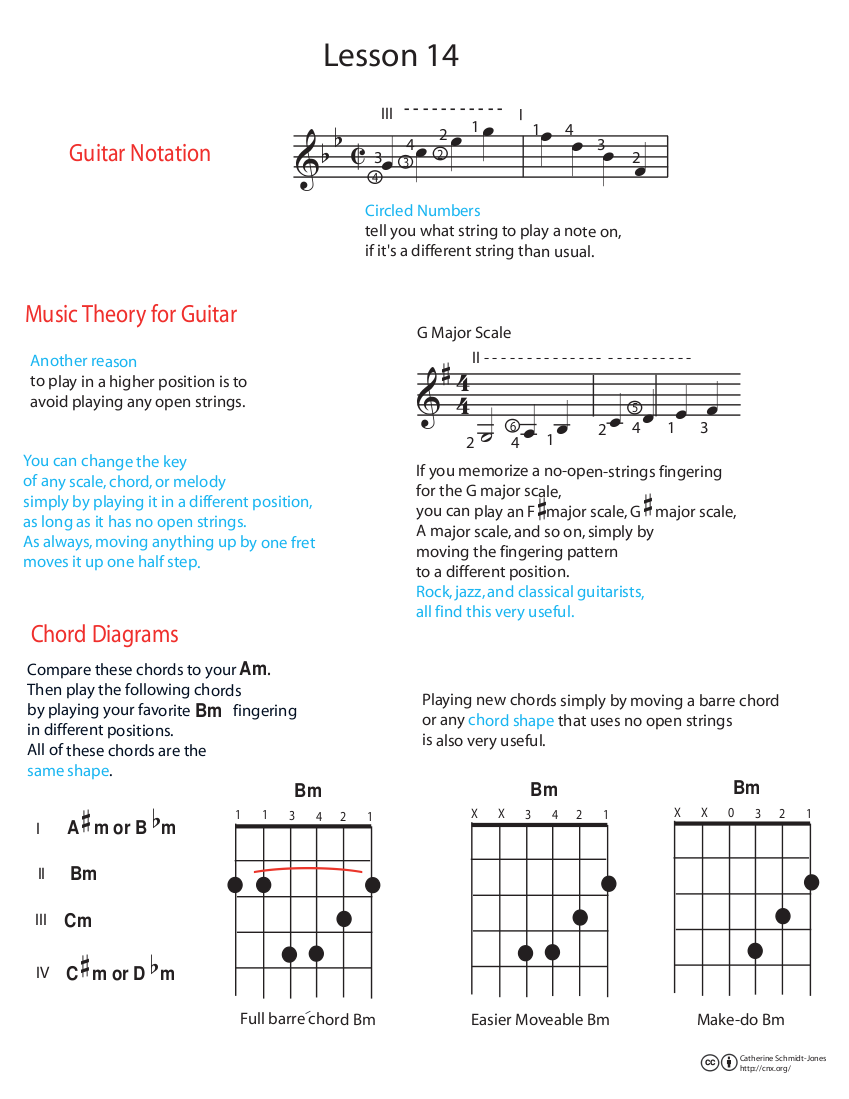 Lesson 14
Guitar Notation
III - - - - - - - - - - - I
3 4 2 1 1 4 3 2
④ ③ ②
Circled Numbers
tell you what string to play a note on,
if it's a different string than usual.
Music Theory for Guitar
Another reason
to play in a higher position is to
avoid playing any open strings.
You can change the key
of any scale, chord, or melody
simply by playing it in a different position,
as long as it has no open strings.
As always, moving anything up by one fret
moves it up one half step.
G Major Scale
II - - - - - - - - - - - - - - - - - - - - - - - -
4
4
⑥ ⑤
2 4 1 2 4 1 3
If you memorize a no-open-strings fingering
for the G major scale,
you can play an F♯major scale, G♯ major scale,
A major scale, and so on, simply by
moving the fingering pattern
to a different position.
Rock, jazz, and classical guitarists,
all find this very useful.
Chord Diagrams
Compare these chords to your Am.
Then play the following chords
by playing your favorite Bm fingering
in different positions.
All of these chords are the
same shape.
Playing new chords simply by moving a barre chord
or any chord shape that uses no open strings
is also very useful.
I A♯m or B♭m
II Bm
III Cm
IV C♯m or D♭m
Bm
1 1 3 4 2 1
Full barre´chord Bm
Bm
X X 3 4 2 1
Easier Moveable Bm
Bm
X X 0 3 2 1
Make-do Bm
cc
Catherine Schmidt-Jones
http://cnx.org/